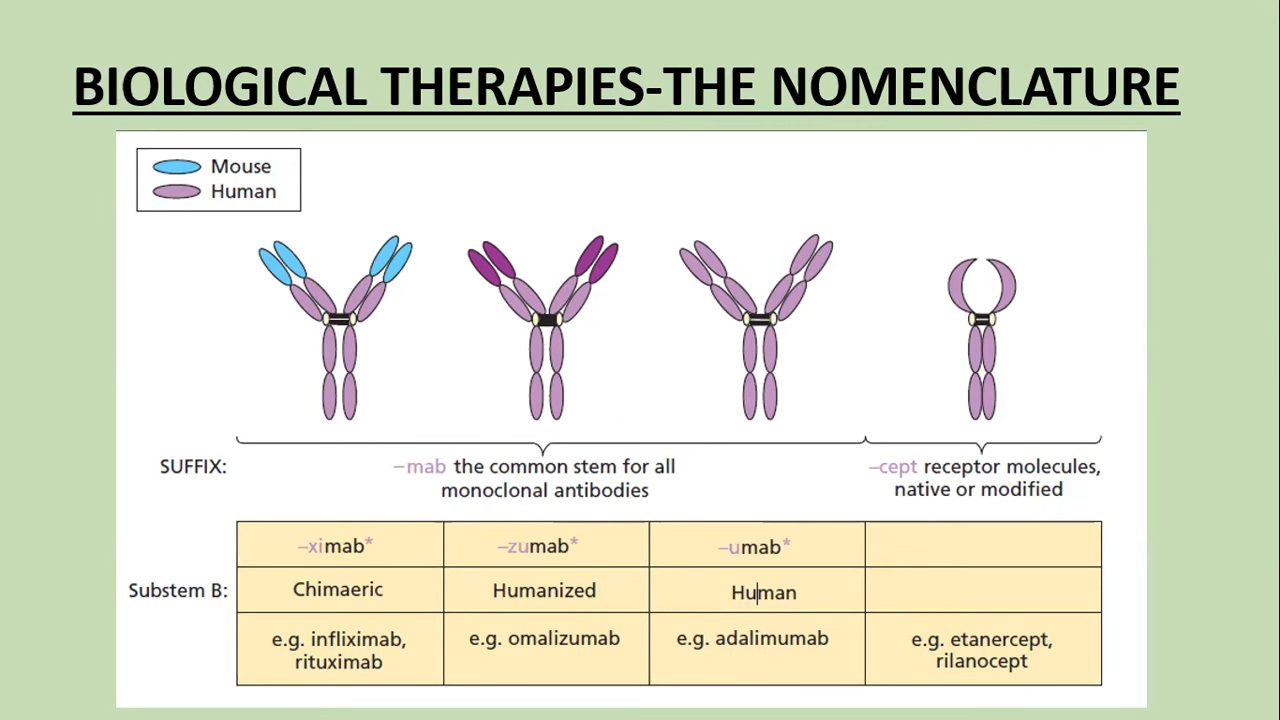 BIOLOGICAL THERAPIES-THE NOMENCLATURE
Mouse
Human
SUFFIX:
–mab the common stem for all
monoclonal antibodies
–cept receptor molecules,
native or modified
–ximab* –zumab* –umab*
Substem B: Chimaeric Humanized Human
e.g. infliximab,
rituximab
e.g. omalizumab
e.g. adalimumab
e.g. etanercept,
rilanocept